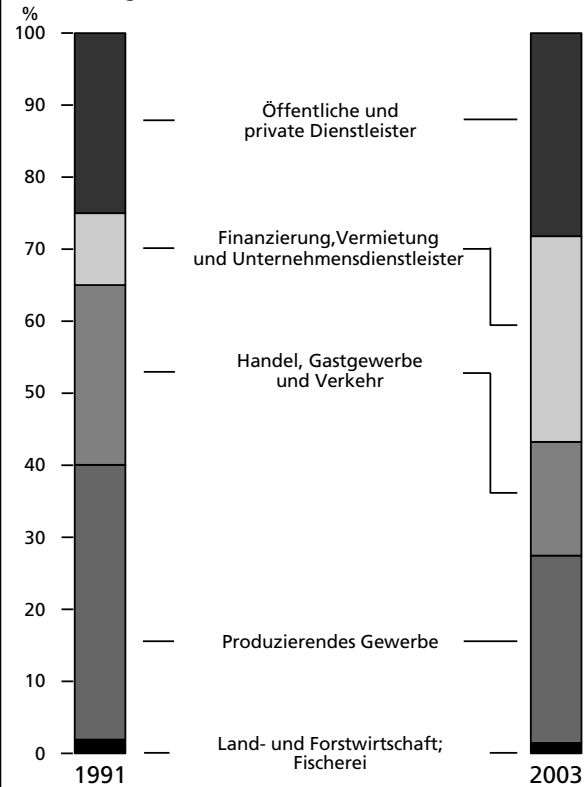 %
100
90
80
70
60
50
40
30
20
10
0
Öffentliche und
private Dienstleister
Finanzierung,Vermietung
und Unternehmensdienstleister
Handel, Gastgewerbe
und Verkehr
Produzierendes Gewerbe
Land- und Forstwirtschaft;
Fischerei
1991
2003